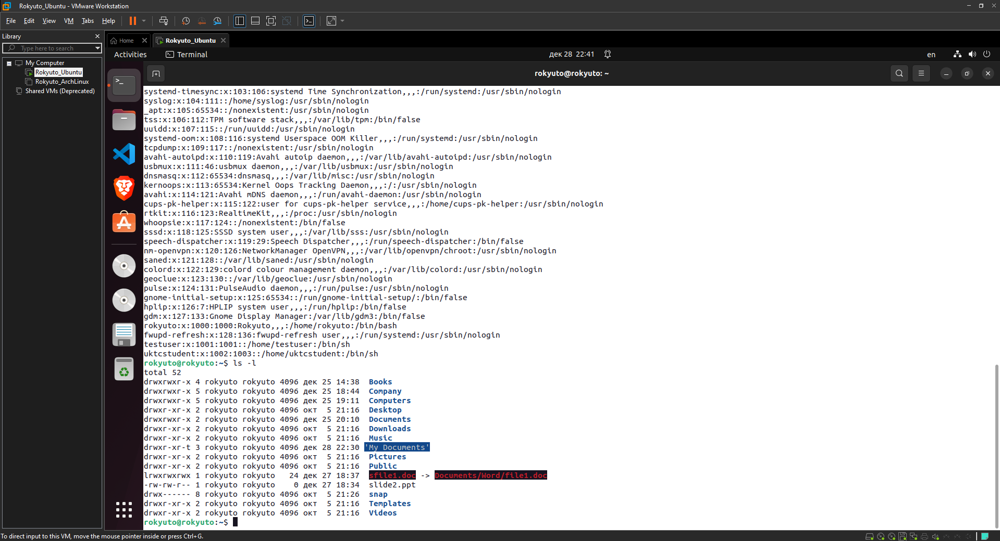 Rokyuto_Ubuntu - VMware Workstation
File Edit View VM Tabs Help
Library
Type here to search
My Computer
Rokyuto_Ubuntu
Rokyuto_ArchLinux
Shared VMs (Deprecated)
Home Rokyuto_Ubuntu
Activities Terminal дек 28 22:41 en
rokyuto@rokyuto: ~
systemd-timesync:x:103:106:systemd Time Synchronization,,,:/run/systemd:/usr/sbin/nologin
syslog:x:104:111::/home/syslog:/usr/sbin/nologin
_apt:x:105:65534::/nonexistent:/usr/sbin/nologin
tss:x:106:112:TPM software stack,,,:/var/lib/tpm:/bin/false
uuidd:x:107:115::/run/uuidd:/usr/sbin/nologin
systemd-oom:x:108:116:systemd Userspace OOM Killer,,,:/run/systemd:/usr/sbin/nologin
tcpdump:x:109:117::/nonexistent:/usr/sbin/nologin
avahi-autoipd:x:110:119:Avahi autoip daemon,,,:/var/lib/avahi-autoipd:/usr/sbin/nologin
usbmux:x:111:46:usbmux daemon,,,:/var/lib/usbmux:/usr/sbin/nologin
dnsmasq:x:112:65534:dnsmasq,,,:/var/lib/misc:/usr/sbin/nologin
kernoops:x:113:65534:Kernel Oops Tracking Daemon,,,:/:/usr/sbin/nologin
avahi:x:114:121:Avahi mDNS daemon,,,:/run/avahi-daemon:/usr/sbin/nologin
cups-pk-helper:x:115:122:user for cups-pk-helper service,,,:/home/cups-pk-helper:/usr/sbin/nologin
rtkit:x:116:123:RealtimeKit,,,:/proc:/usr/sbin/nologin
whoopsie:x:117:124::/nonexistent:/bin/false
sssd:x:118:125:SSSD system user,,,:/var/lib/sss:/usr/sbin/nologin
speech-dispatcher:x:119:29:Speech Dispatcher,,,:/run/speech-dispatcher:/bin/false
nm-openvpn:x:120:126:NetworkManager OpenVPN,,,:/var/lib/openvpn/chroot:/usr/sbin/nologin
saned:x:121:128::/var/lib/saned:/usr/sbin/nologin
colord:x:122:129:colord colour management daemon,,,:/var/lib/colord:/usr/sbin/nologin
geoclue:x:123:130::/var/lib/geoclue:/usr/sbin/nologin
pulse:x:124:131:PulseAudio daemon,,,:/run/pulse:/usr/sbin/nologin
gnome-initial-setup:x:125:65534::/run/gnome-initial-setup/:/bin/false
hplip:x:126:7:HPLIP system user,,,:/run/hplip:/bin/false
gdm:x:127:133:Gnome Display Manager:/var/lib/gdm3:/bin/false
rokyuto:x:1000:1000:Rokyuto,,,:/home/rokyuto:/bin/bash
fwupd-refresh:x:128:136:fwupd-refresh user,,,:/run/systemd:/usr/sbin/nologin
testuser:x:1001:1001::/home/testuser:/bin/sh
uktcstudent:x:1002:1003::/home/uktcstudent:/bin/sh
rokyuto@rokyuto:~$ ls -l
total 52
drwxrwxr-x 4 rokyuto rokyuto 4096 дек 25 14:38 Books
drwxrwxr-x 5 rokyuto rokyuto 4096 дек 25 18:44 Company
drwxrwxr-x 5 rokyuto rokyuto 4096 дек 25 19:11 Computers
drwxr-xr-x 2 rokyuto rokyuto 4096 окт 5 21:16 Desktop
drwxrwxr-x 2 rokyuto rokyuto 4096 дек 25 20:10 Documents
drwxr-xr-x 2 rokyuto rokyuto 4096 окт 5 21:16 Downloads
drwxr-xr-x 2 rokyuto rokyuto 4096 окт 5 21:16 Music
drwxr-xr-t 3 rokyuto rokyuto 4096 дек 28 22:30 'My Documents'
drwxr-xr-x 2 rokyuto rokyuto 4096 окт 5 21:16 Pictures
drwxr-xr-x 2 rokyuto rokyuto 4096 окт 5 21:16 Public
lrwxrwxrwx 1 rokyuto rokyuto 24 дек 27 18:37 sfile1.doc -> Documents/Word/file1.doc
-rw-rw-r-- 1 rokyuto rokyuto 0 дек 27 18:34 slide2.ppt
drwx------ 8 rokyuto rokyuto 4096 окт 5 21:26 snap
drwxr-xr-x 2 rokyuto rokyuto 4096 окт 5 21:16 Templates
drwxr-xr-x 2 rokyuto rokyuto 4096 окт 5 21:16 Videos
rokyuto@rokyuto:~$
To direct input to this VM, move the mouse pointer inside or press Ctrl+G.